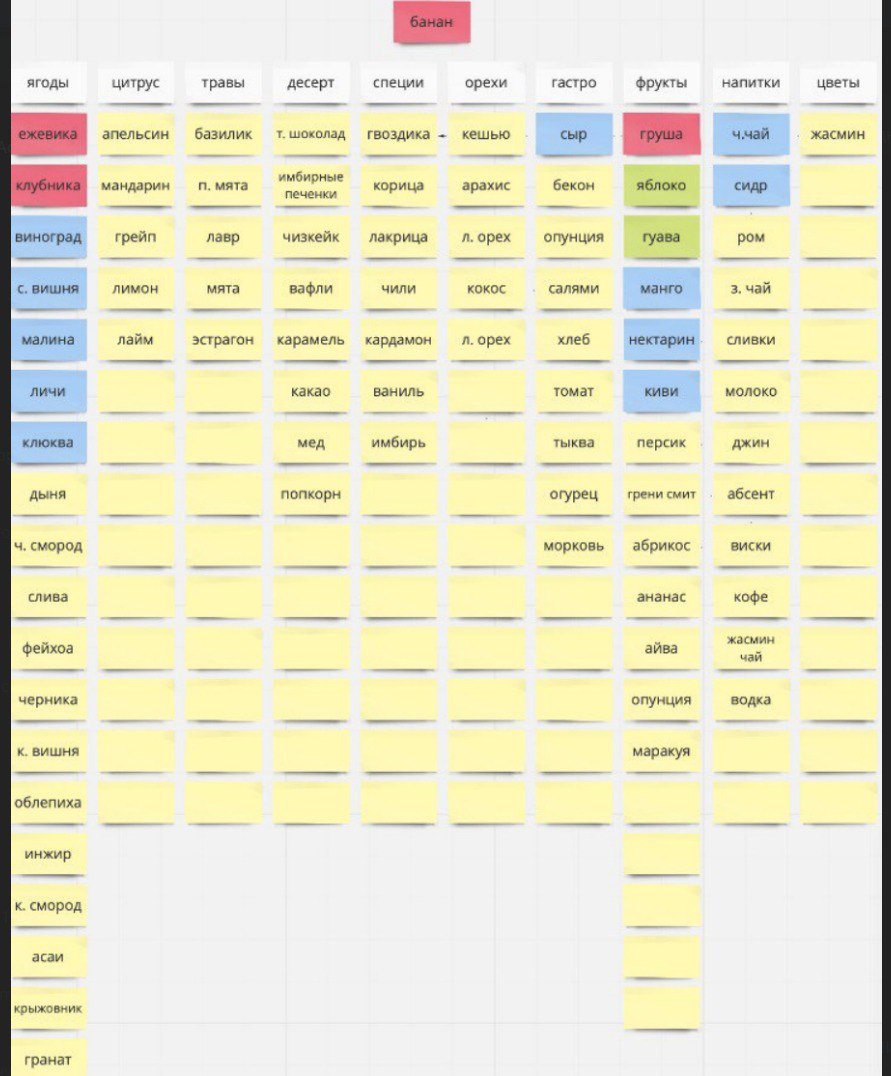 банан
ягоды цитрус травы десерт специи орехи гастро фрукты напитки цветы
ежевика апельсин базилик т. шоколад гвоздика кешью сыр груша ч.чай жасмин
клубника мандарин п. мята имбирные печенки корица арахис бекон яблоко сидр
виноград грейп лавр чизкейк лакрица л. орех опунция гуава ром
с. вишня лимон мята вафли чили кокос салями манго з. чай
малина лайм эстрагон карамель кардамон л. орех хлеб нектарин сливки
личи какао ваниль томат киви молоко
клюква мед имбирь тыква персик джин
дыня попкорн огурец грени смит абсент
ч. смород морковь абрикос виски
слива ананас кофе
фейхоа айва жасмин чай
черника опунция водка
к. вишня маракуя
облепиха
инжир
к. смород
асаи
крыжовник
гранат